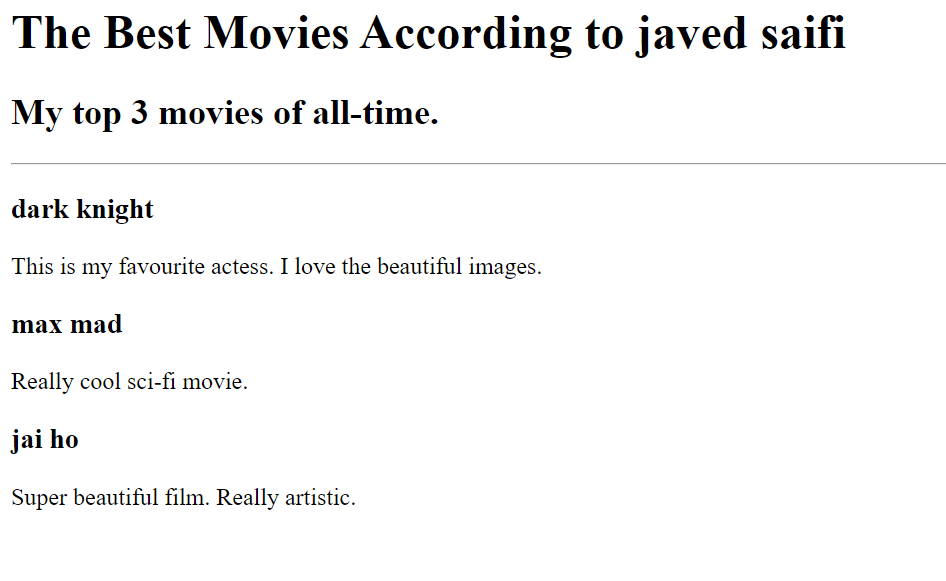 The Best Movies According to javed saifi
My top 3 movies of all-time.
dark knight
This is my favourite actess. I love the beautiful images.
max mad
Really cool sci-fi movie.
jai ho
Super beautiful film. Really artistic.